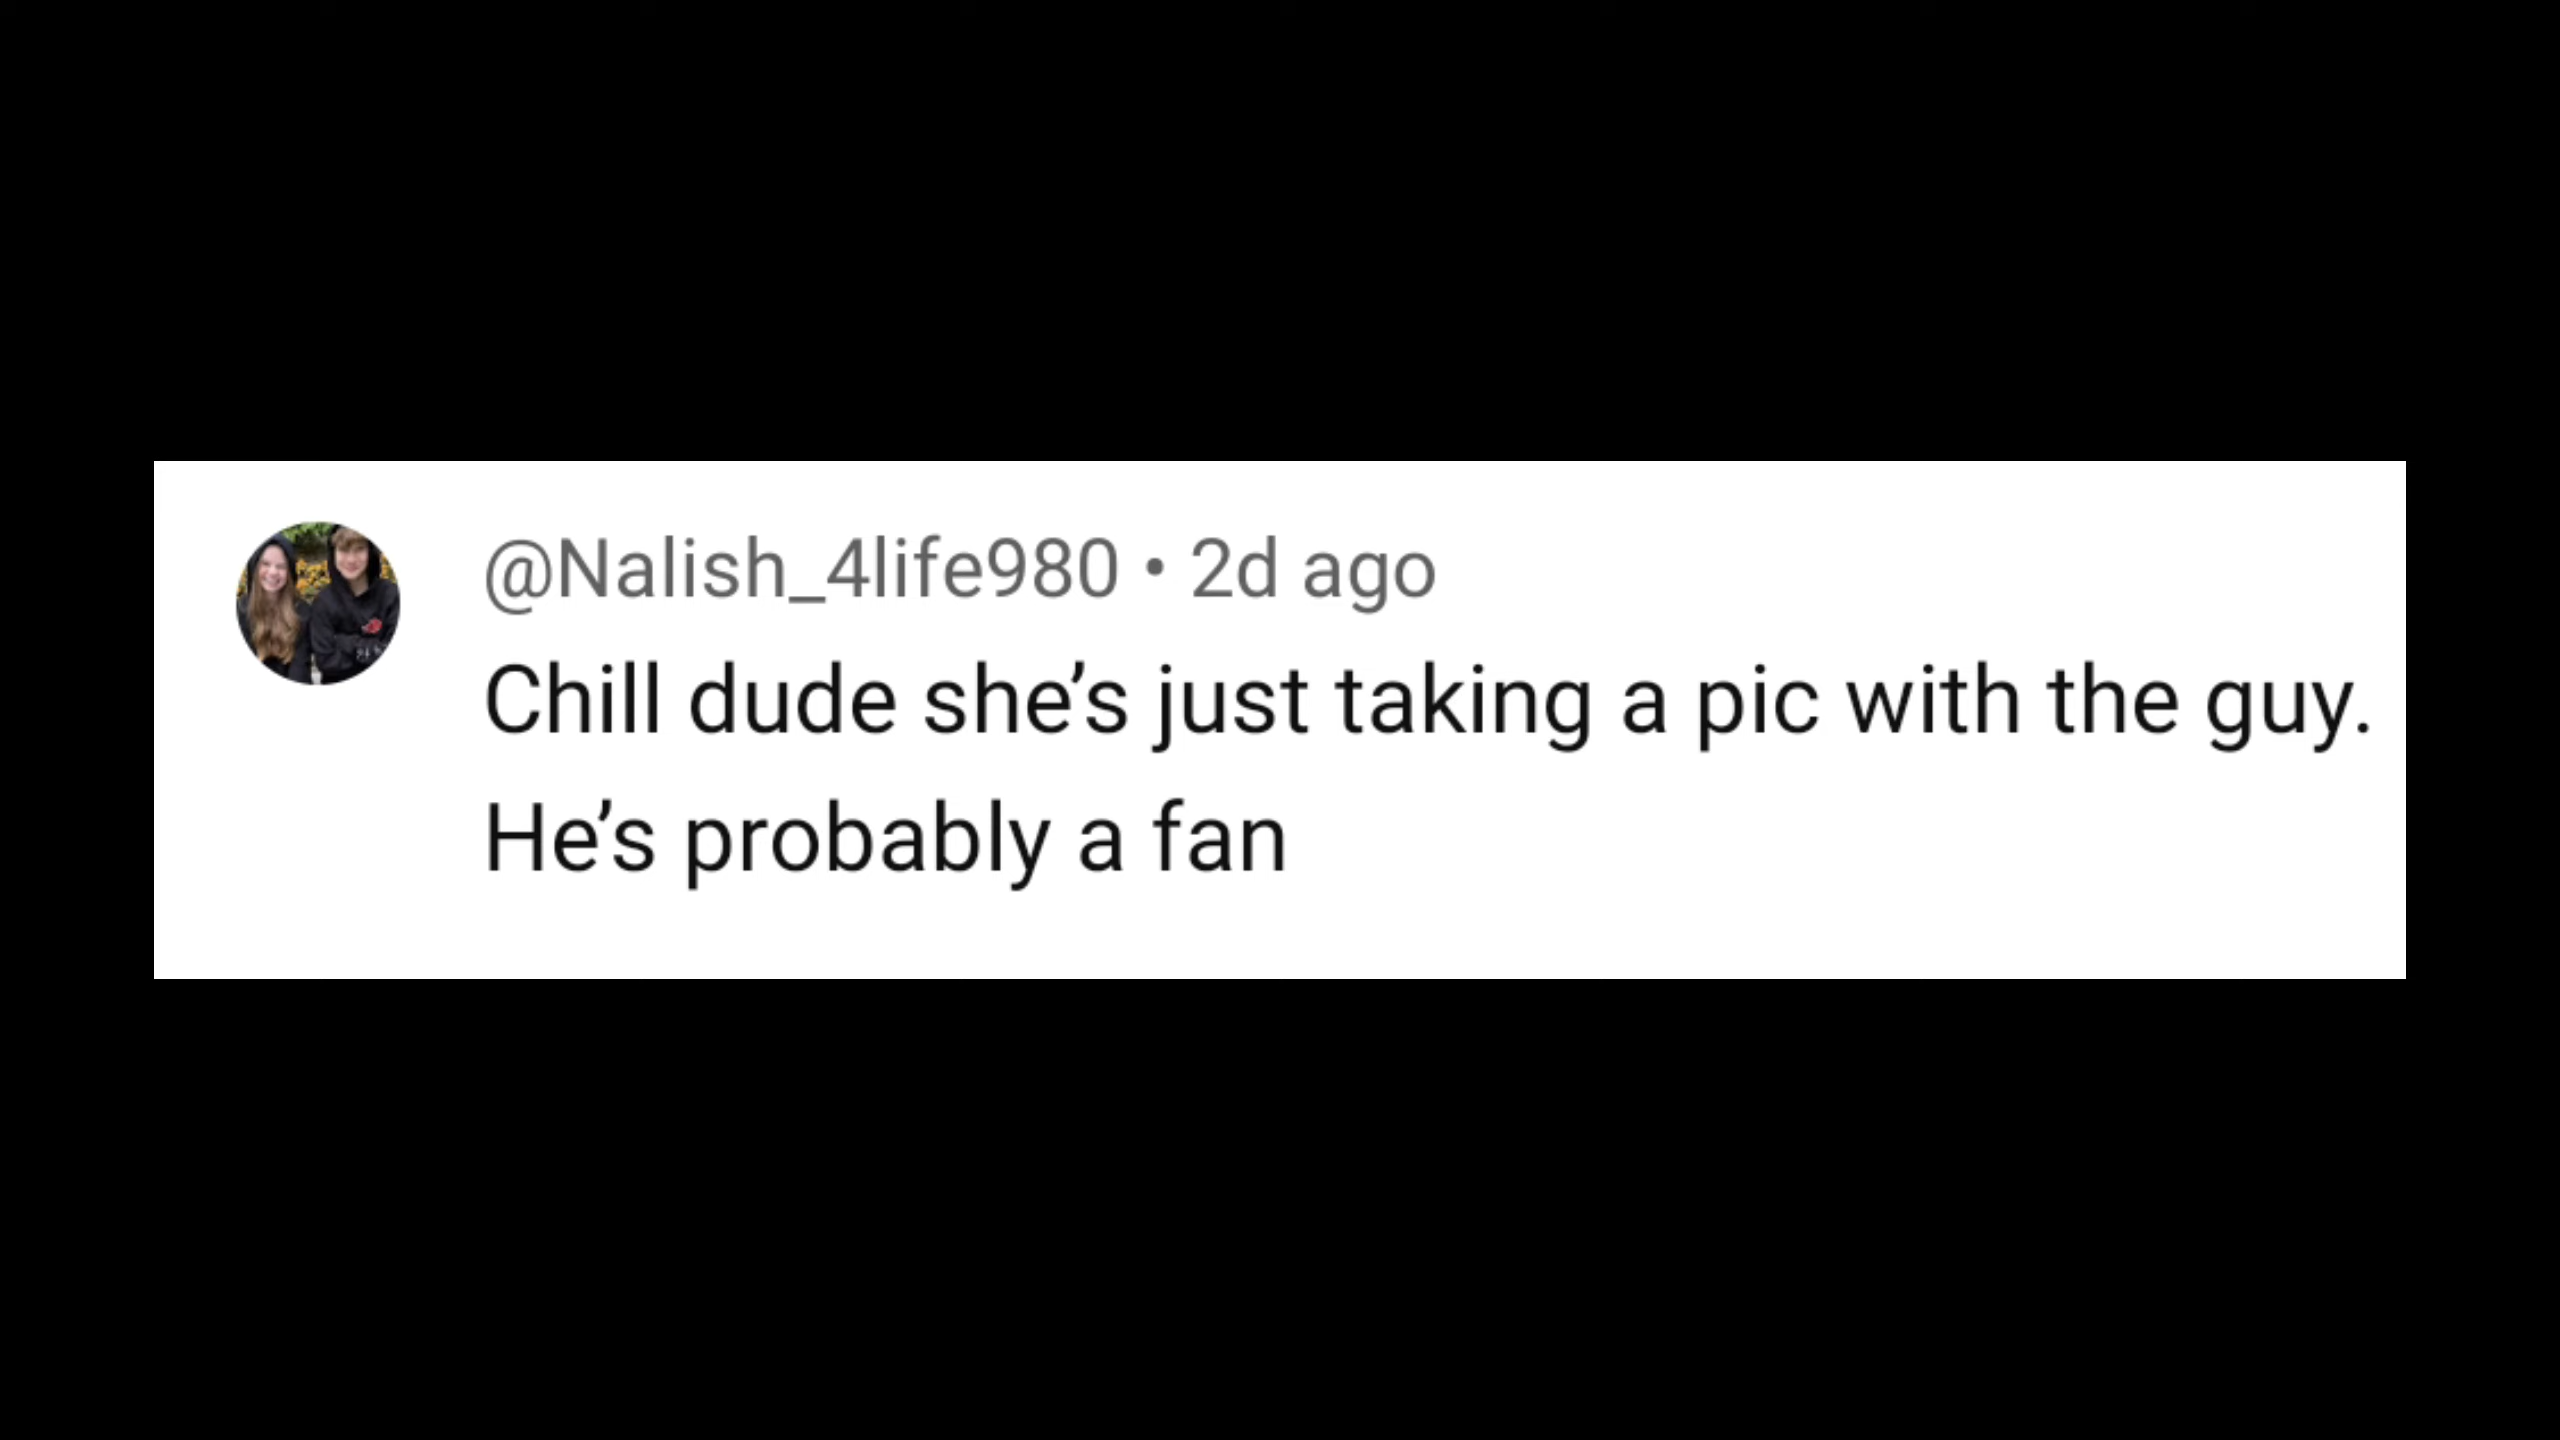 @Nalish_4life980 • 2d ago
Chill dude she’s just taking a pic with the guy.
He’s probably a fan